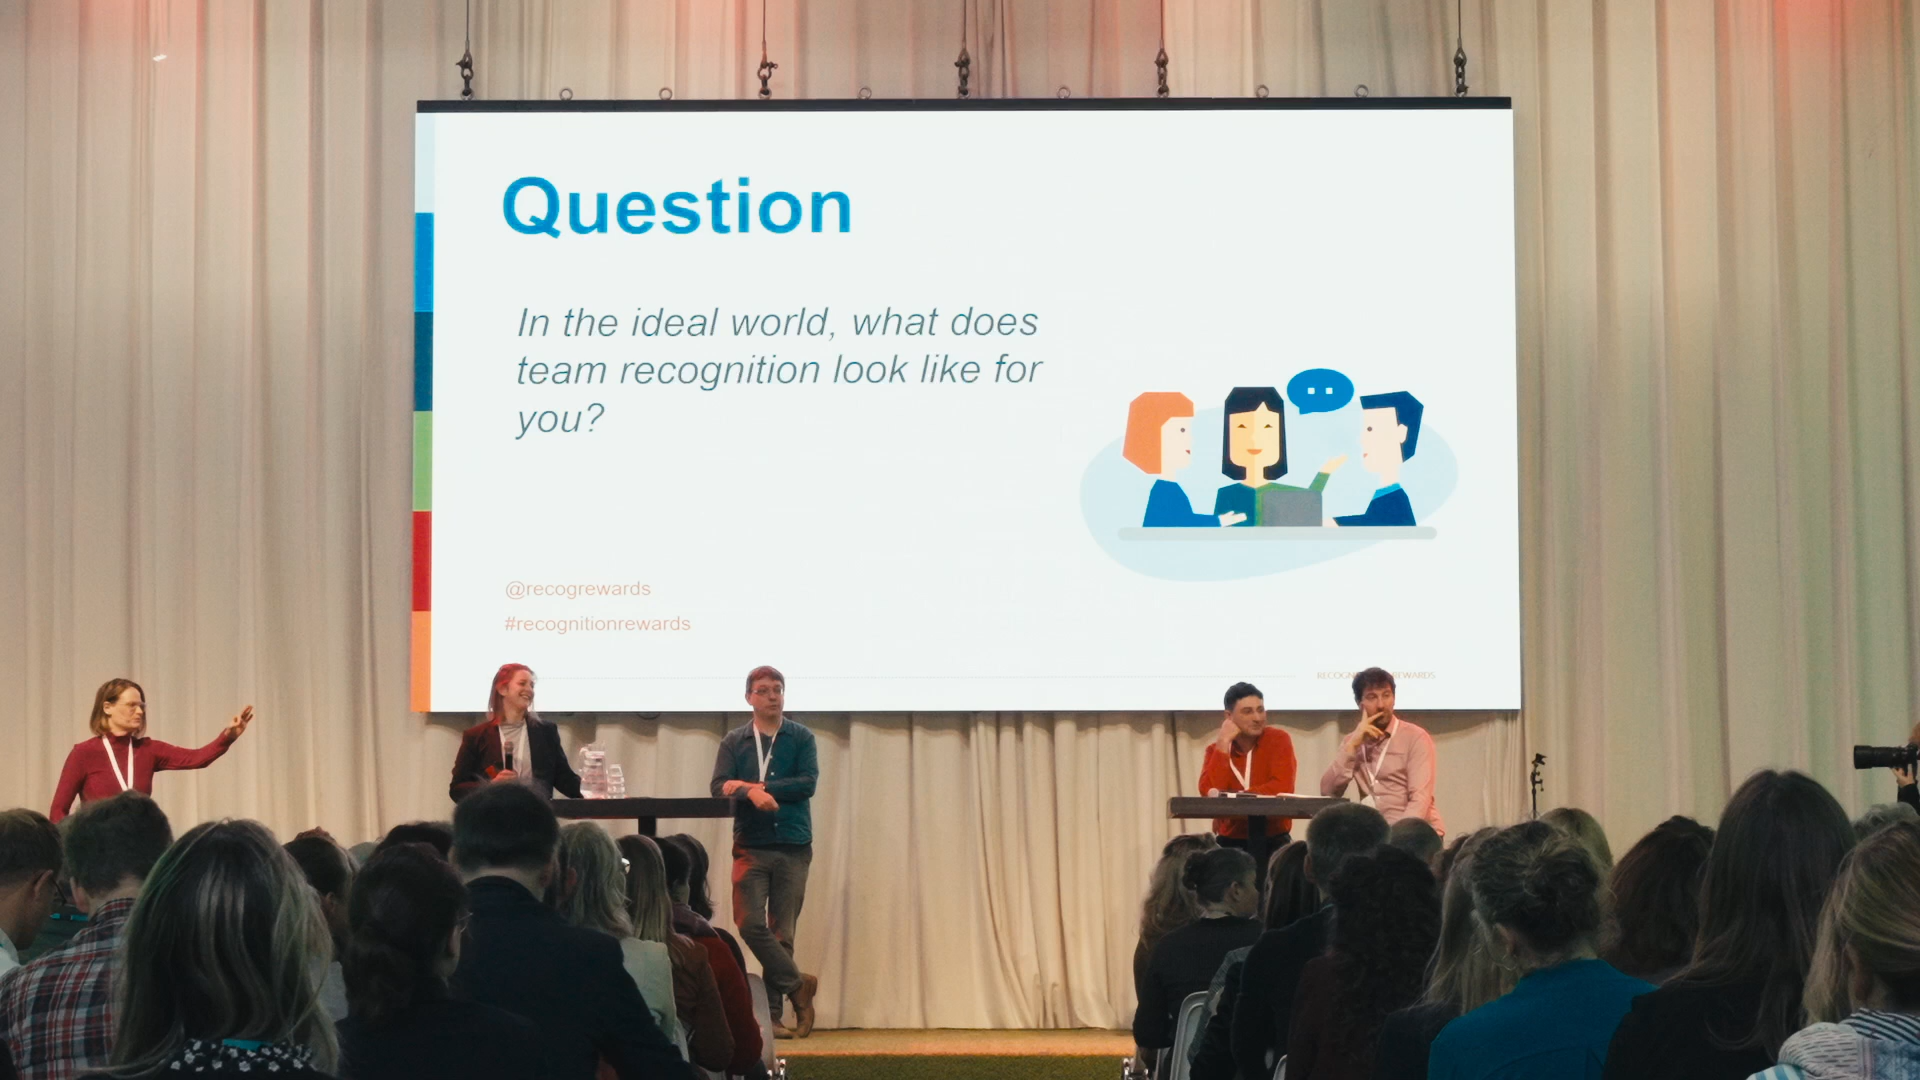 Question
In the ideal world, what does
team recognition look like for
you?
@recogrewards
#recognitionrewards